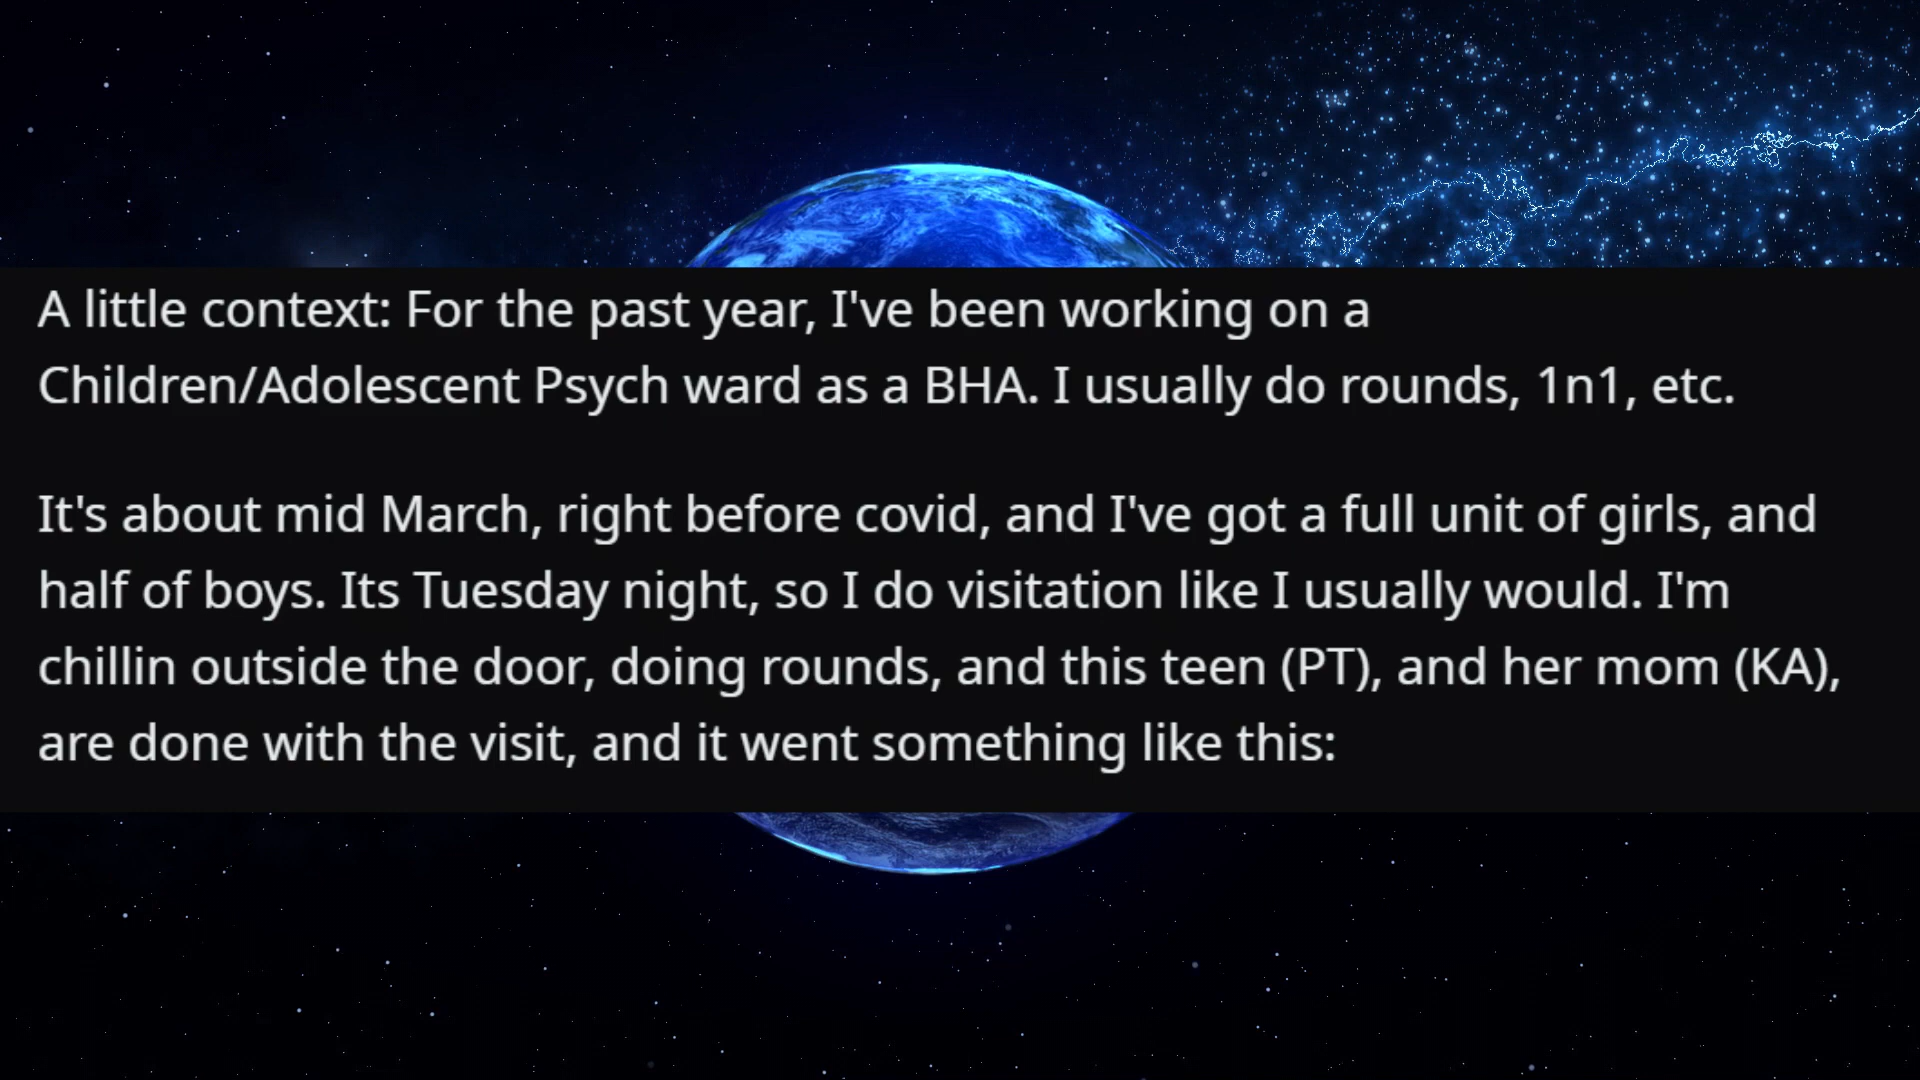 A little context: For the past year, I've been working on a
Children/Adolescent Psych ward as a BHA. I usually do rounds, 1n1, etc.
It's about mid March, right before covid, and I've got a full unit of girls, and
half of boys. Its Tuesday night, so I do visitation like I usually would. I'm
chillin outside the door, doing rounds, and this teen (PT), and her mom (KA),
are done with the visit, and it went something like this: